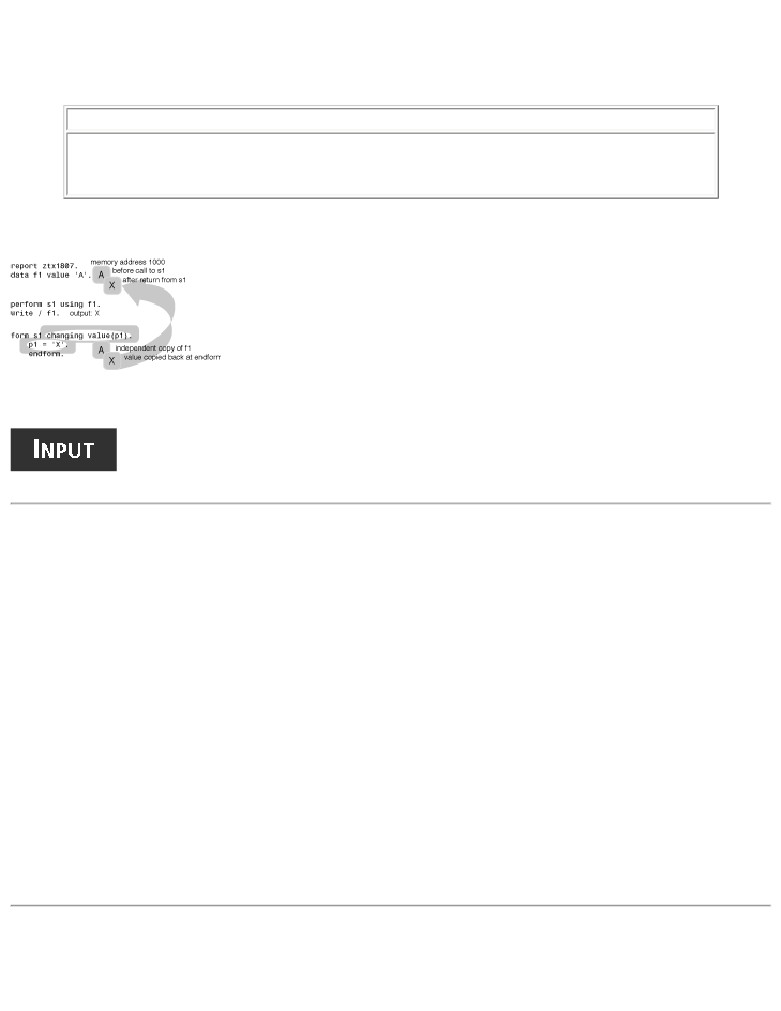 report ztx1807. memory address 1000
data f1 value 'A'. A before call to s1
X after return from s1
perform s1 using f1.
write / f1. output: X
form s1 changing value(p1).
p1 = 'X'. A independent copy of f1
endform. X value copied back at endform
INPUT